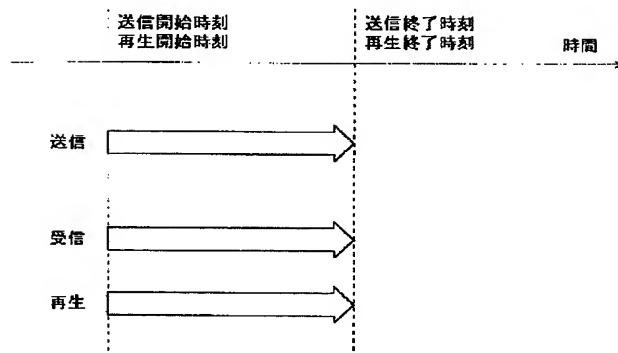 送信開始時刻
再生開始時刻
送信終了時刻
再生終了時刻
時間
送信
受信
再生